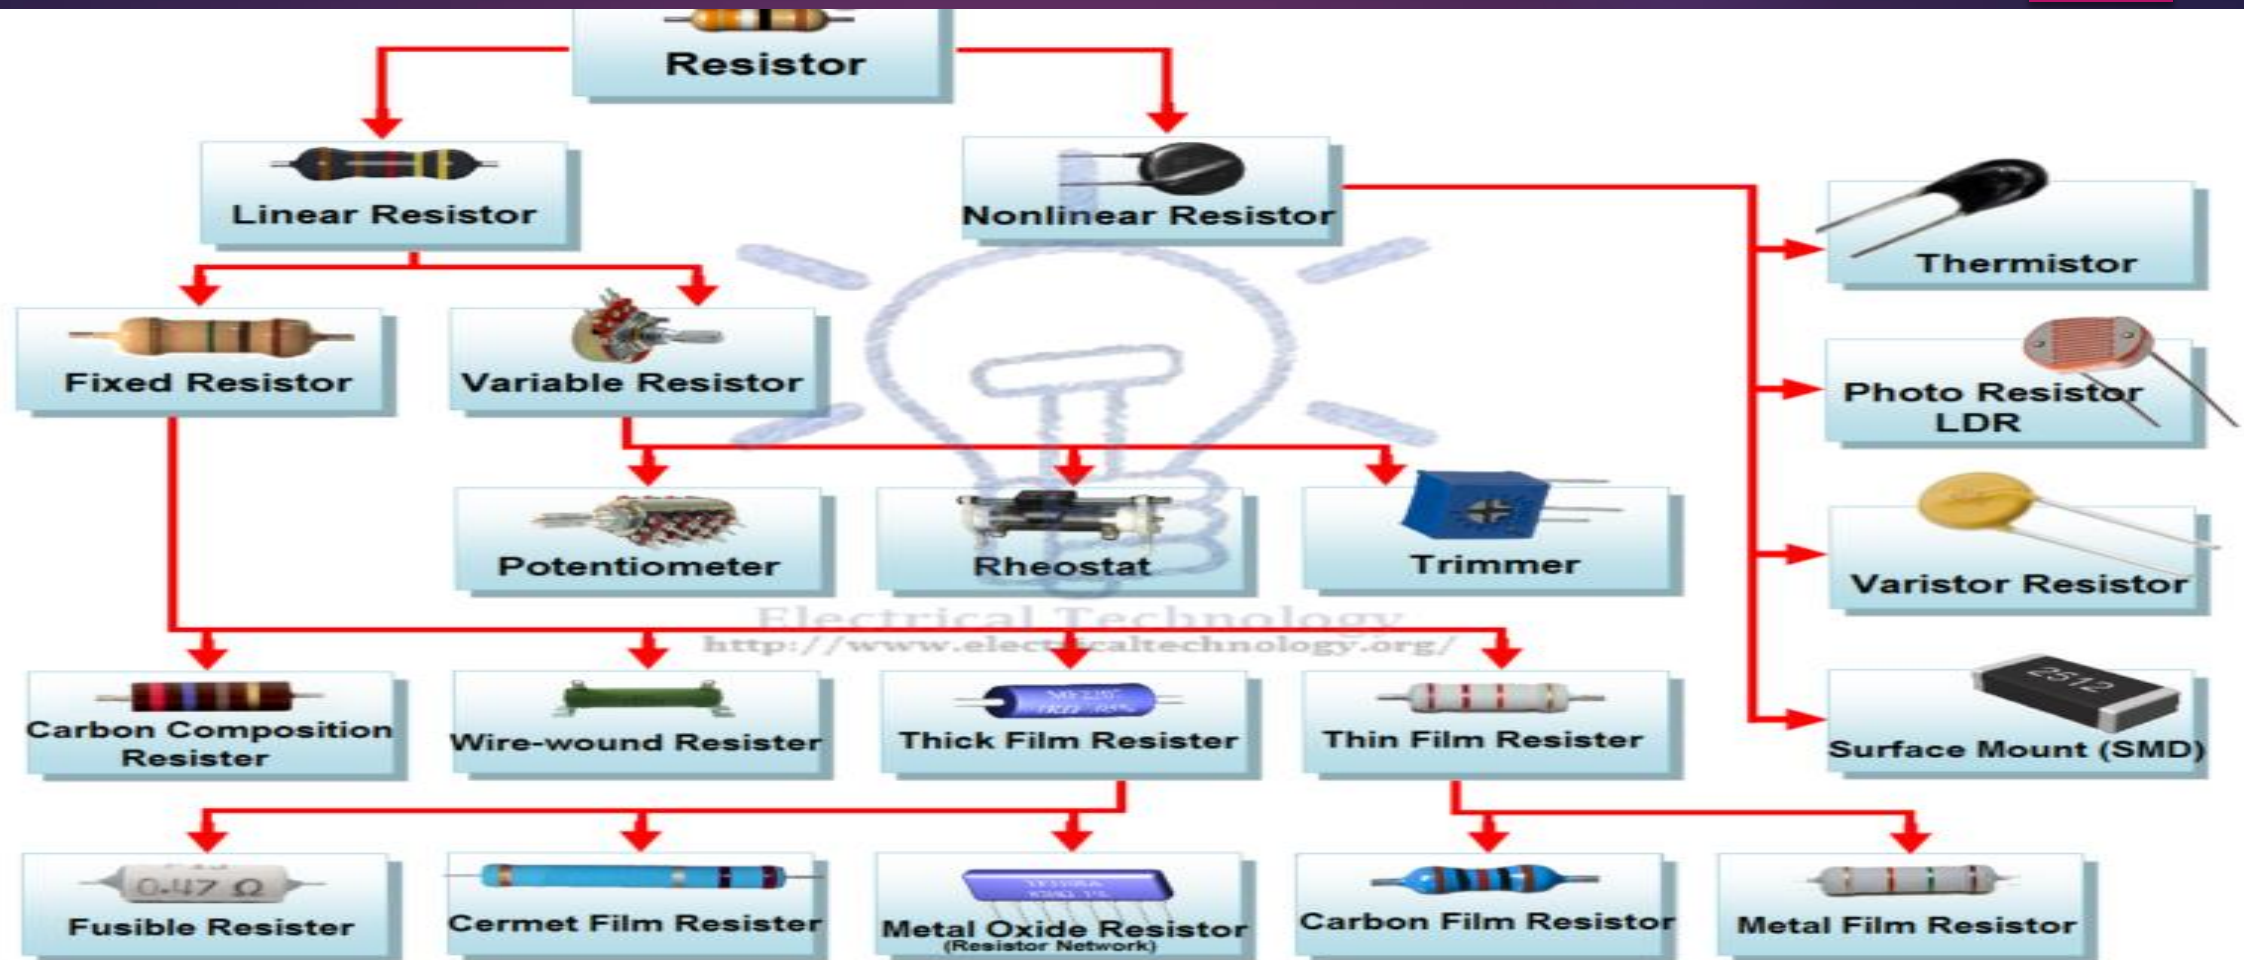 Resistor
Linear Resistor
Nonlinear Resistor
Thermistor
Fixed Resistor
Variable Resistor
Photo Resistor
LDR
Potentiometer
Rheostat
Trimmer
Varistor Resistor
Electrical Technology
http://www.electricaltechnology.org/
2512
Carbon Composition
Resister
Wire-wound Resister
Thick Film Resister
Thin Film Resister
Surface Mount (SMD)
0.47 Ω
Fusible Resister
Cermet Film Resister
Metal Oxide Resistor
(Resistor Network)
Carbon Film Resistor
Metal Film Resistor